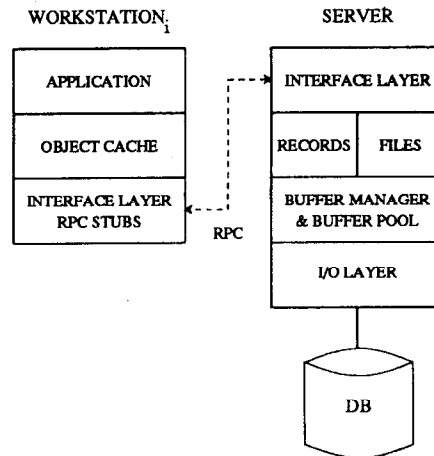 WORKSTATION i
APPLICATION
OBJECT CACHE
INTERFACE LAYER
RPC STUBS
RPC
SERVER
INTERFACE LAYER
RECORDS
FILES
BUFFER MANAGER
& BUFFER POOL
I/O LAYER
DB